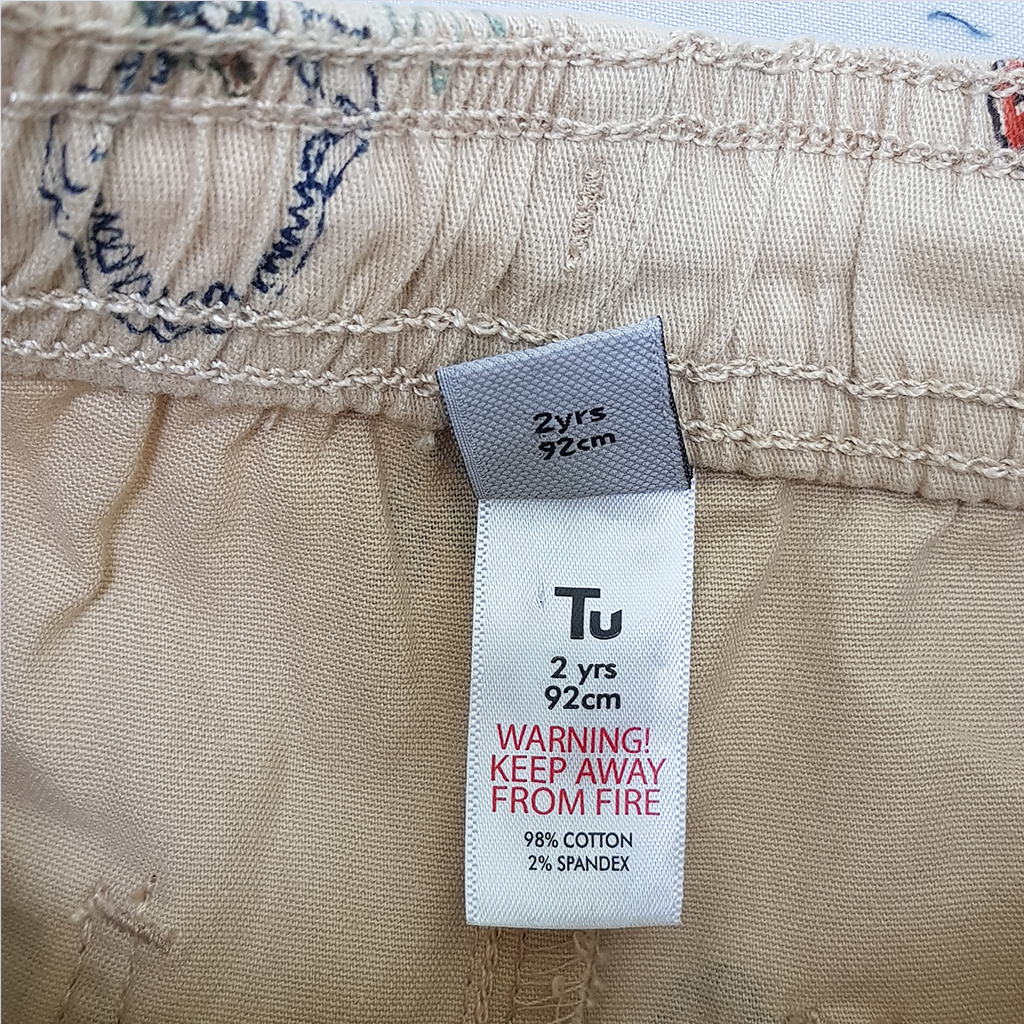 2yrs
92cm
Tu
2 yrs
92cm
WARNING!
KEEP AWAY
FROM FIRE
98% COTTON
2% SPANDEX